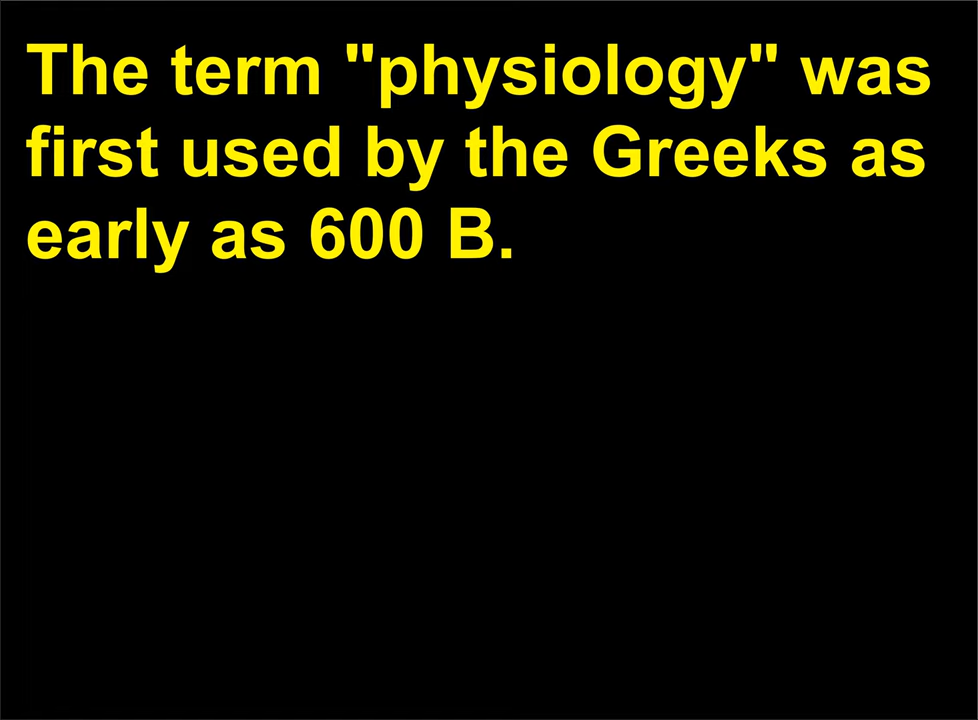 The term "physiology" was
first used by the Greeks as
early as 600 B.